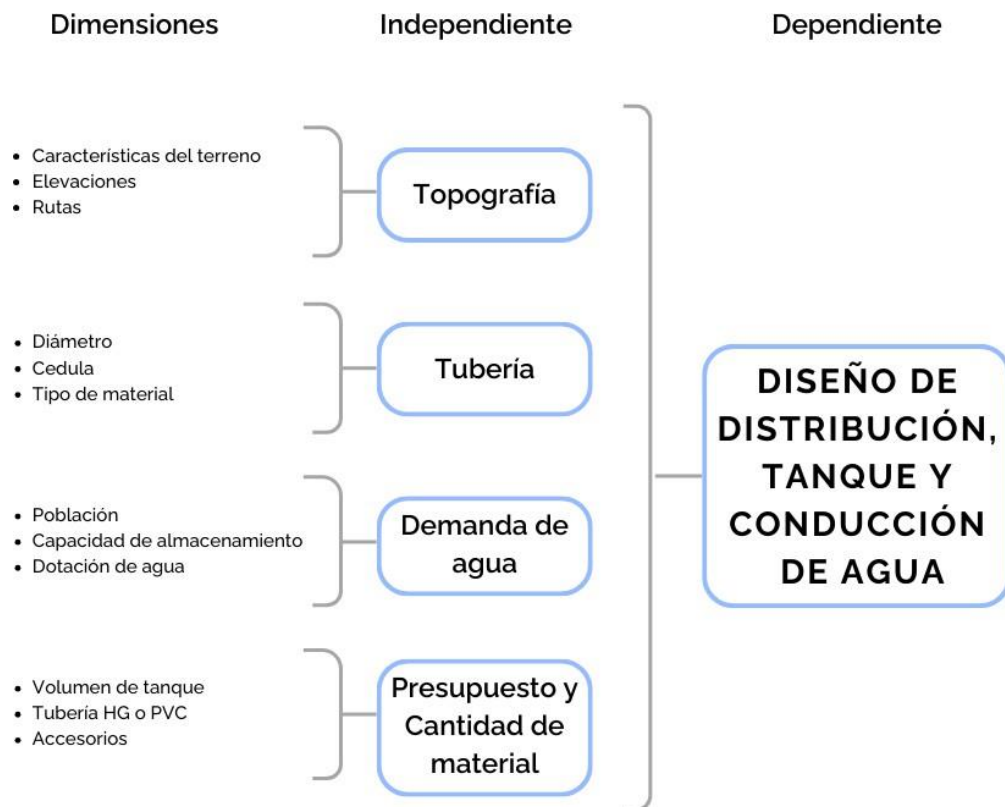 Dimensiones
Independiente
Dependiente
Características del terreno
Elevaciones
Rutas
Topografía
Diámetro
Cedula
Tipo de material
Tubería
Población
Capacidad de almacenamiento
Dotación de agua
Demanda de
agua
Volumen de tanque
Tubería HG o PVC
Accesorios
Presupuesto y
Cantidad de
material
DISEÑO DE
DISTRIBUCIÓN,
TANQUE Y
CONDUCCIÓN
DE AGUA